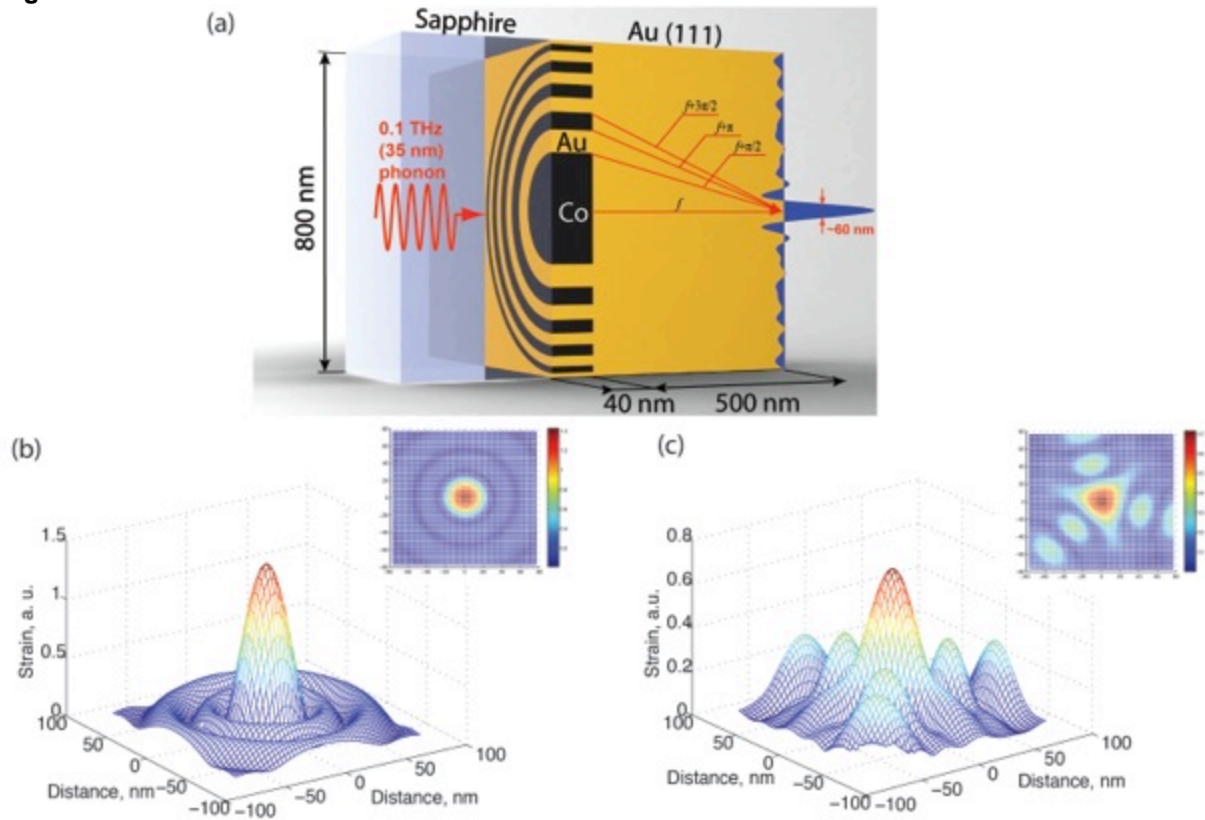 (a)
Sapphire
Au (111)
800 nm
0.1 THz
(35 nm)
phonon
f+3π/2
f+π
f+π/2
Au
f
Co
~60 nm
40 nm
500 nm
(b)
1.5
1
0.5
0
Strain, a. u.
100
50
0
−50
−100
Distance, nm
−100
−50
0
50
100
Distance, nm
(c)
0.8
0.6
0.4
0.2
0
Strain, a.u.
100
50
0
−50
−100
Distance, nm
−100
−50
0
50
100
Distance, nm